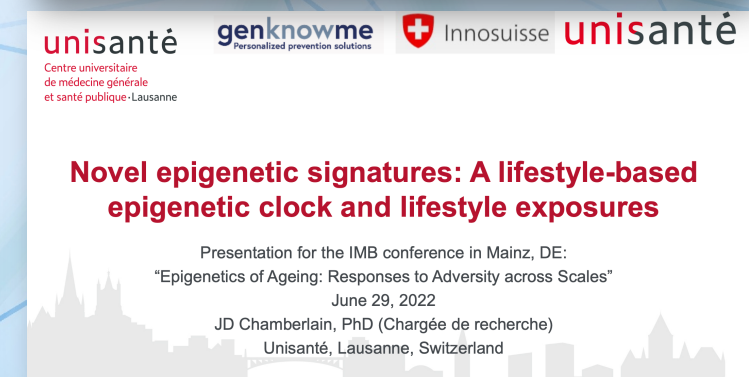 unisanté
Centre universitaire
de médecine générale
et santé publique·Lausanne
genknowme
Personalized prevention solutions
Innosuisse
unisanté
Novel epigenetic signatures: A lifestyle-based
epigenetic clock and lifestyle exposures
Presentation for the IMB conference in Mainz, DE:
“Epigenetics of Ageing: Responses to Adversity across Scales”
June 29, 2022
JD Chamberlain, PhD (Chargée de recherche)
Unisanté, Lausanne, Switzerland